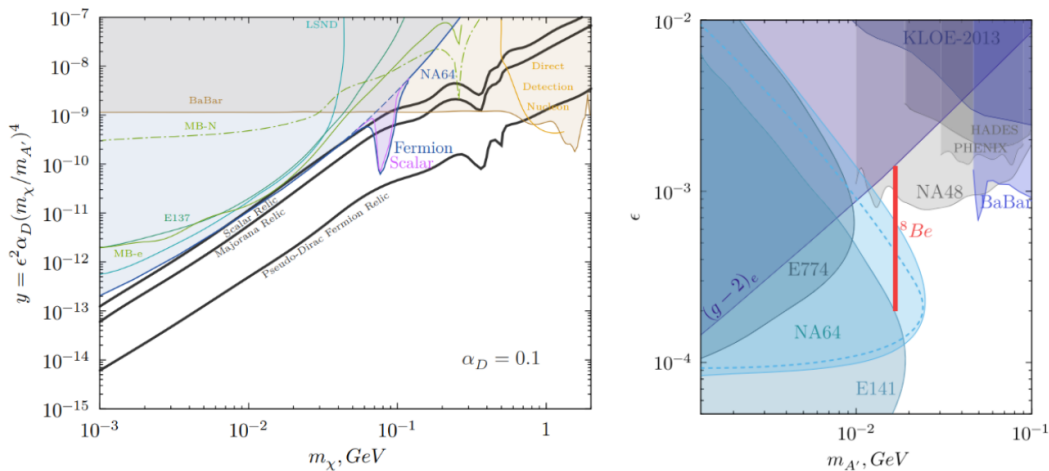 y = ϵ²α_D(m_χ/m_A')⁴
10⁻⁷
10⁻⁸
10⁻⁹
10⁻¹⁰
10⁻¹¹
10⁻¹²
10⁻¹³
10⁻¹⁴
10⁻¹⁵
LSND
NA64
Direct
Detection
Nucleon
BaBar
MB-N
Fermion
Scalar
E137
MB-e
Scalar Relic
Majorana Relic
Pseudo-Dirac Fermion Relic
α_D = 0.1
10⁻³
10⁻²
10⁻¹
1
m_χ, GeV
ϵ
10⁻²
10⁻³
10⁻⁴
KLOE-2013
HADES
PHENIX
NA48
BaBar
⁸Be
E774
(g − 2)_e
NA64
E141
10⁻²
10⁻¹
m_A', GeV